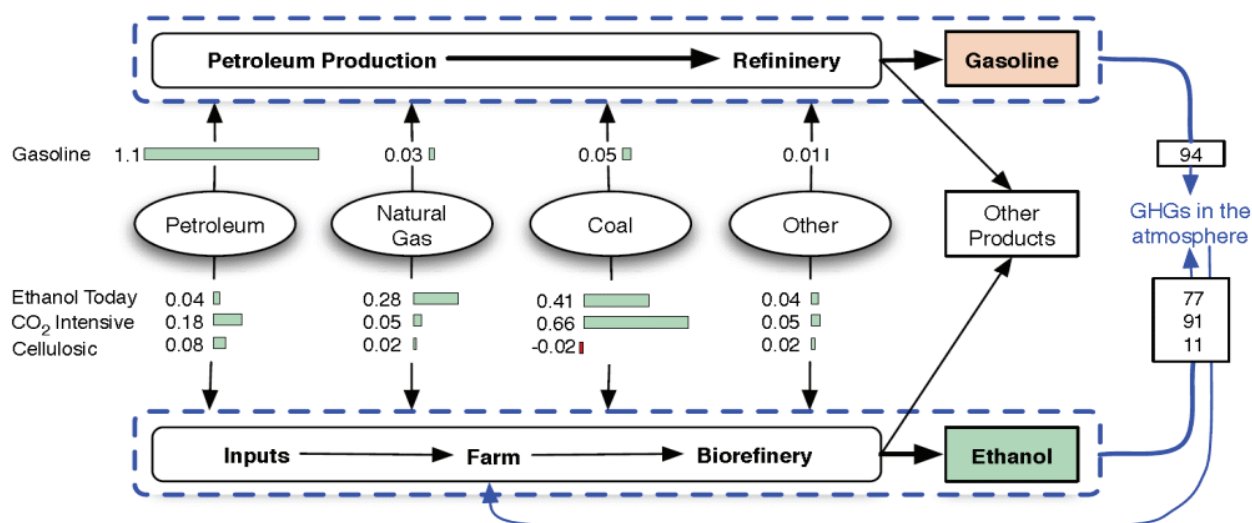 Petroleum Production Refininery Gasoline
Gasoline 1.1 0.03 0.05 0.01 94
Petroleum Natural Gas Coal Other Other Products GHGs in the atmosphere
Ethanol Today 0.04 0.28 0.41 0.04 77
CO2 Intensive 0.18 0.05 0.66 0.05 91
Cellulosic 0.08 0.02 -0.02 0.02 11
Inputs Farm Biorefinery Ethanol